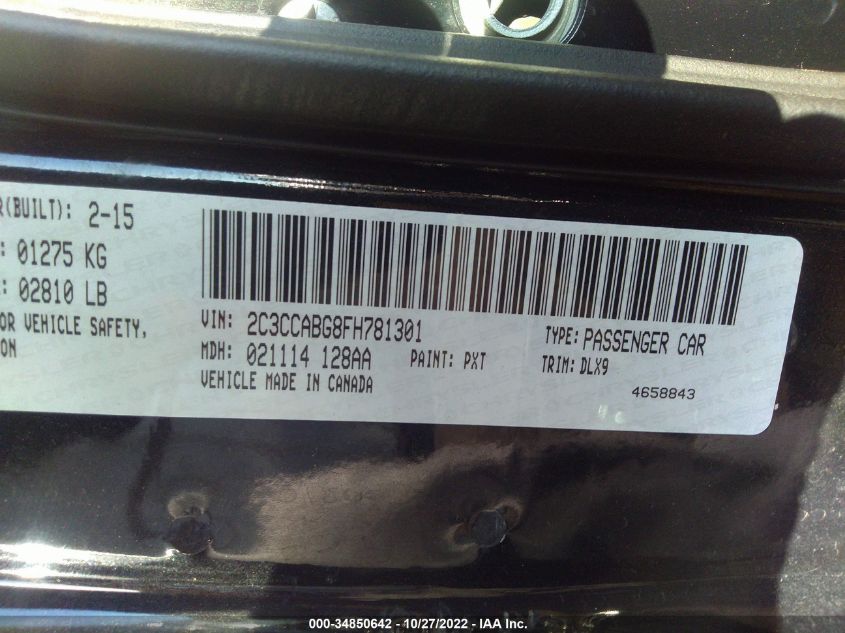 R(BUILT): 2-15
: 01275 KG
: 02810 LB
OR VEHICLE SAFETY,
ON
VIN: 2C3CCABG8FH781301
TYPE: PASSENGER CAR
MDH: 021114 128AA PAINT: PXT
TRIM: DLX9
VEHICLE MADE IN CANADA
4658843
000-34850642 - 10/27/2022 - IAA Inc.